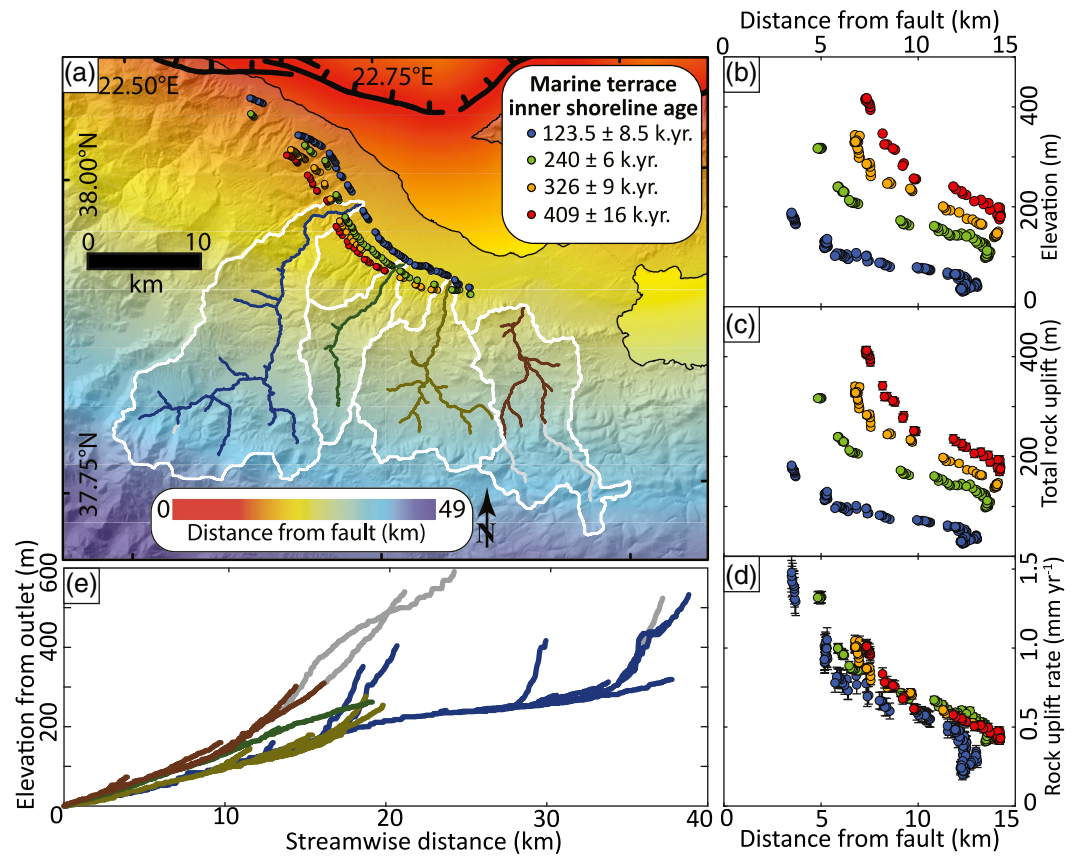 Distance from fault (km)
0 5 10 15
(a)
22.50°E
22.75°E
38.00°N
37.75°N
Marine terrace
inner shoreline age
123.5 ± 8.5 k.yr.
240 ± 6 k.yr.
326 ± 9 k.yr.
409 ± 16 k.yr.
0 10
km
0 49
Distance from fault (km)
N
(b)
400
200
0
Elevation (m)
(c)
400
200
0
Total rock uplift (m)
(d)
1.5
1.0
0.5
0
Rock uplift rate (mm yr⁻¹)
0 5 10 15
Distance from fault (km)
(e)
600
400
200
0
Elevation from outlet (m)
0 10 20 30 40
Streamwise distance (km)